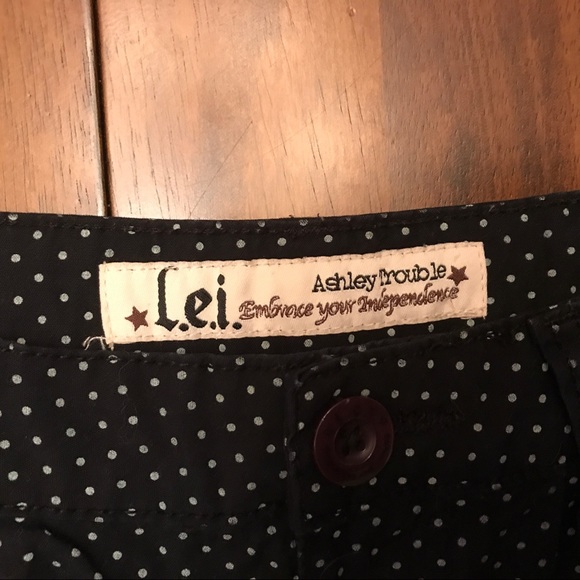 l.e.i.
Ashley Trouble
Embrace your Independence